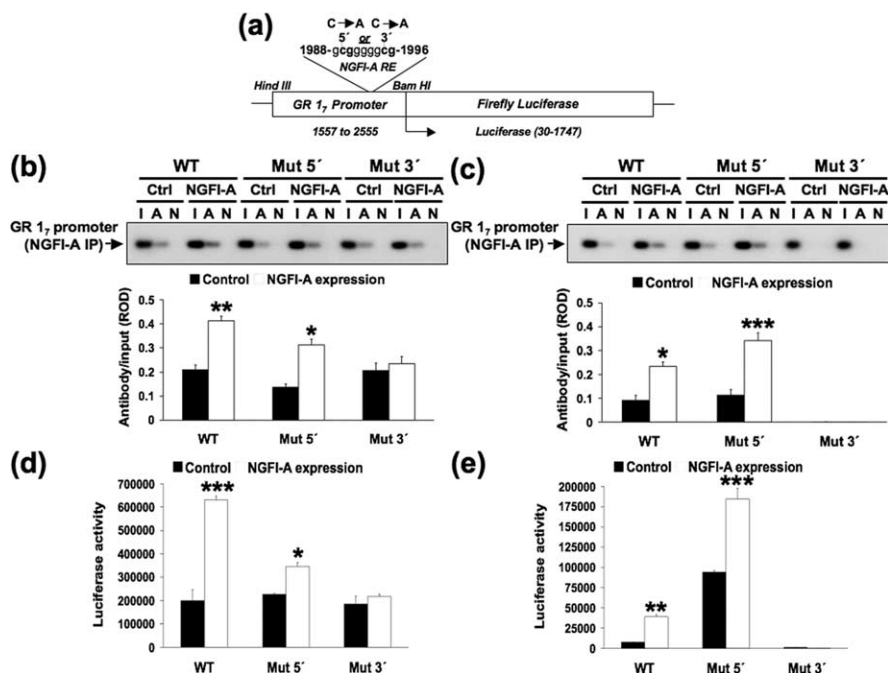 (a)
C→A C→A
5´ or 3´
1988-gcgggggcg-1996
NGFI-A RE
Hind III
Bam HI
GR 1₇ Promoter
Firefly Luciferase
1557 to 2555
Luciferase (30-1747)
(b)
WT Mut 5´ Mut 3´
Ctrl NGFI-A Ctrl NGFI-A Ctrl NGFI-A
I A N I A N I A N I A N I A N I A N
GR 1₇ promoter
(NGFI-A IP)
Control NGFI-A expression
Antibody/input (ROD)
0.5
0.4
0.3
0.2
0.1
0
**
*
WT Mut 5´ Mut 3´
(c)
WT Mut 5´ Mut 3´
Ctrl NGFI-A Ctrl NGFI-A Ctrl NGFI-A
I A N I A N I A N I A N I A N I A N
GR 1₇ promoter
(NGFI-A IP)
Control NGFI-A expression
Antibody/input (ROD)
0.5
0.4
0.3
0.2
0.1
0
*
***
WT Mut 5´ Mut 3´
(d)
Control NGFI-A expression
Luciferase activity
700000
600000
500000
400000
300000
200000
100000
0
***
*
WT Mut 5´ Mut 3´
(e)
Control NGFI-A expression
Luciferase activity
200000
175000
150000
125000
100000
75000
50000
25000
0
**
***
WT Mut 5´ Mut 3´